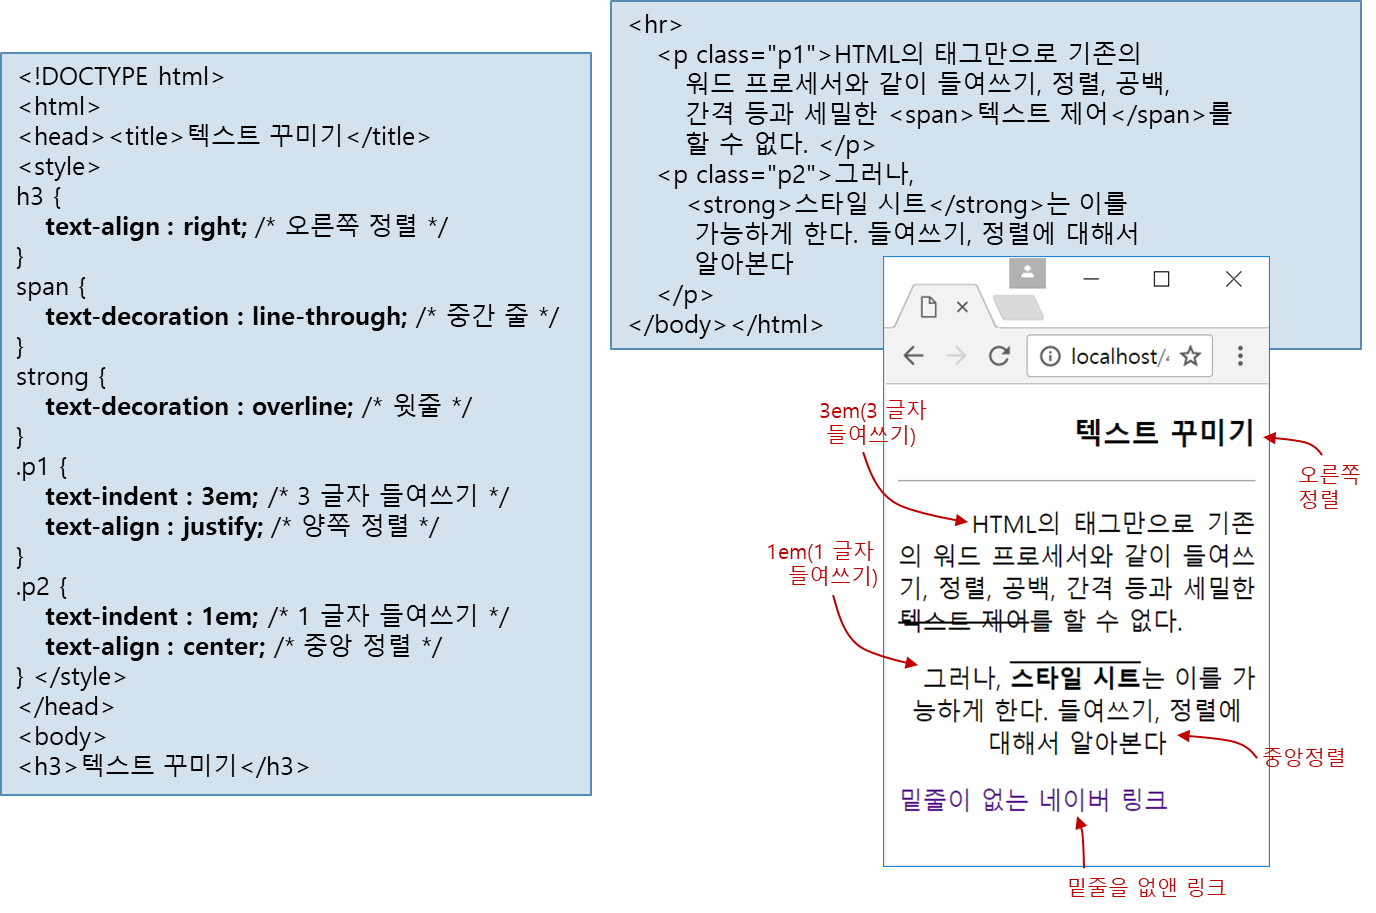 <!DOCTYPE html>
<html>
<head><title>텍스트 꾸미기</title>
<style>
h3 {
text-align : right; /* 오른쪽 정렬 */
}
span {
text-decoration : line-through; /* 중간 줄 */
}
strong {
text-decoration : overline; /* 윗줄 */
}
.p1 {
text-indent : 3em; /* 3 글자 들여쓰기 */
text-align : justify; /* 양쪽 정렬 */
}
.p2 {
text-indent : 1em; /* 1 글자 들여쓰기 */
text-align : center; /* 중앙 정렬 */
} </style>
</head>
<body>
<h3>텍스트 꾸미기</h3>
<hr>
<p class="p1">HTML의 태그만으로 기존의
워드 프로세서와 같이 들여쓰기, 정렬, 공백,
간격 등과 세밀한 <span>텍스트 제어</span>를
할 수 없다. </p>
<p class="p2">그러나,
<strong>스타일 시트</strong>는 이를
가능하게 한다. 들여쓰기, 정렬에 대해서
알아본다
</p>
</body></html>
localhost/
텍스트 꾸미기
HTML의 태그만으로 기존
의 워드 프로세서와 같이 들여쓰
기, 정렬, 공백, 간격 등과 세밀한
텍스트 제어를 할 수 없다.
그러나, 스타일 시트는 이를 가
능하게 한다. 들여쓰기, 정렬에
대해서 알아본다
밑줄이 없는 네이버 링크
3em(3 글자
들여쓰기)
오른쪽
정렬
1em(1 글자
들여쓰기)
중앙정렬
밑줄을 없앤 링크